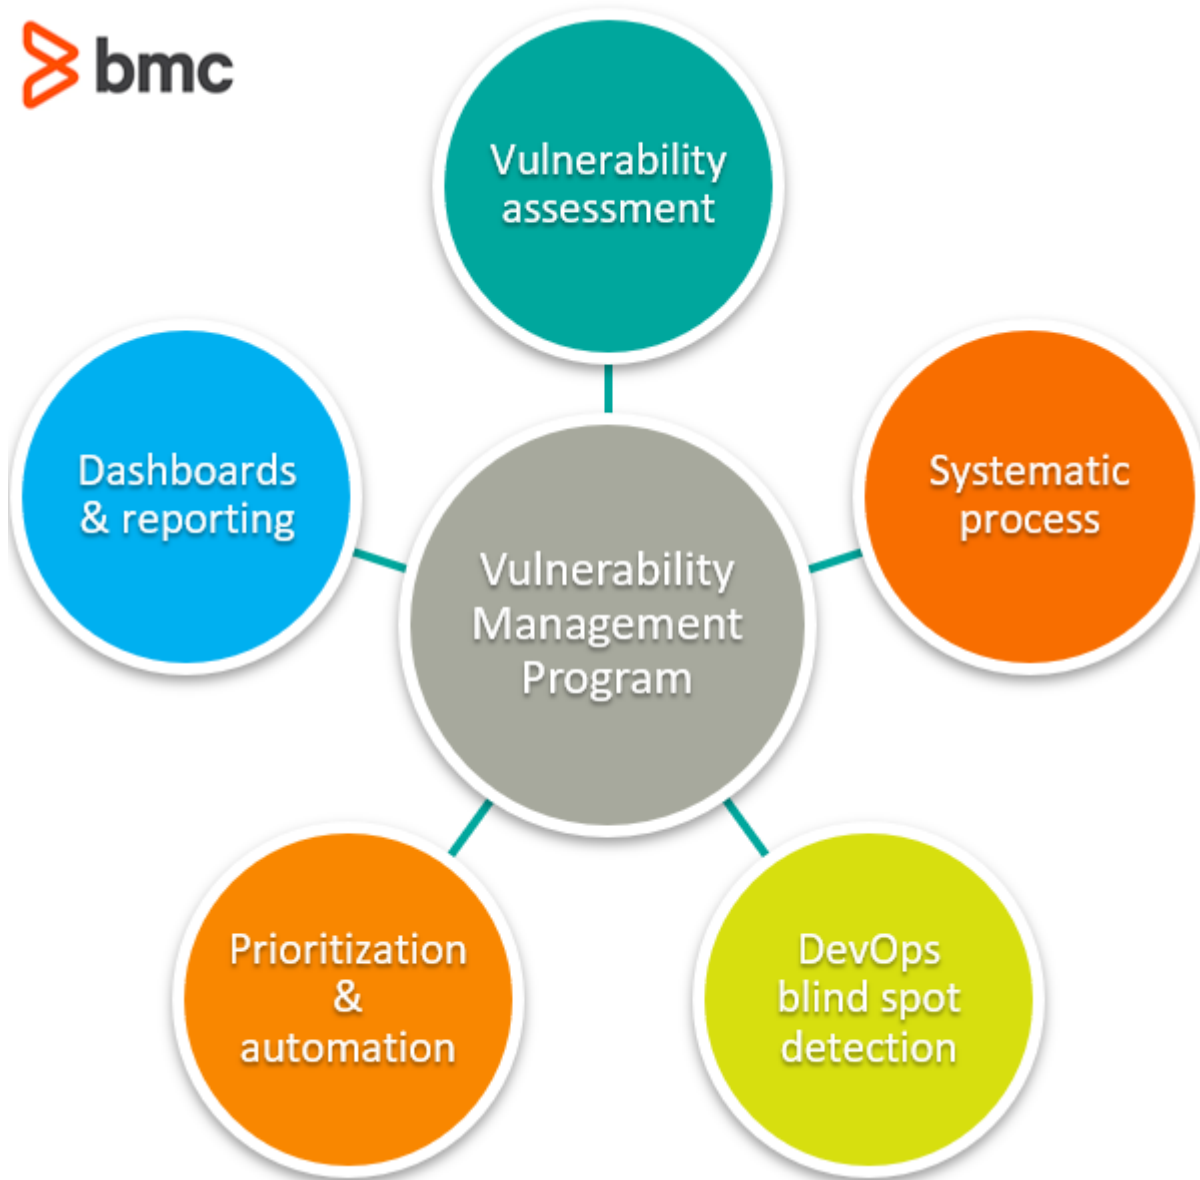 bmc
Vulnerability
assessment
Systematic
process
DevOps
blind spot
detection
Prioritization
&
automation
Dashboards
& reporting
Vulnerability
Management
Program